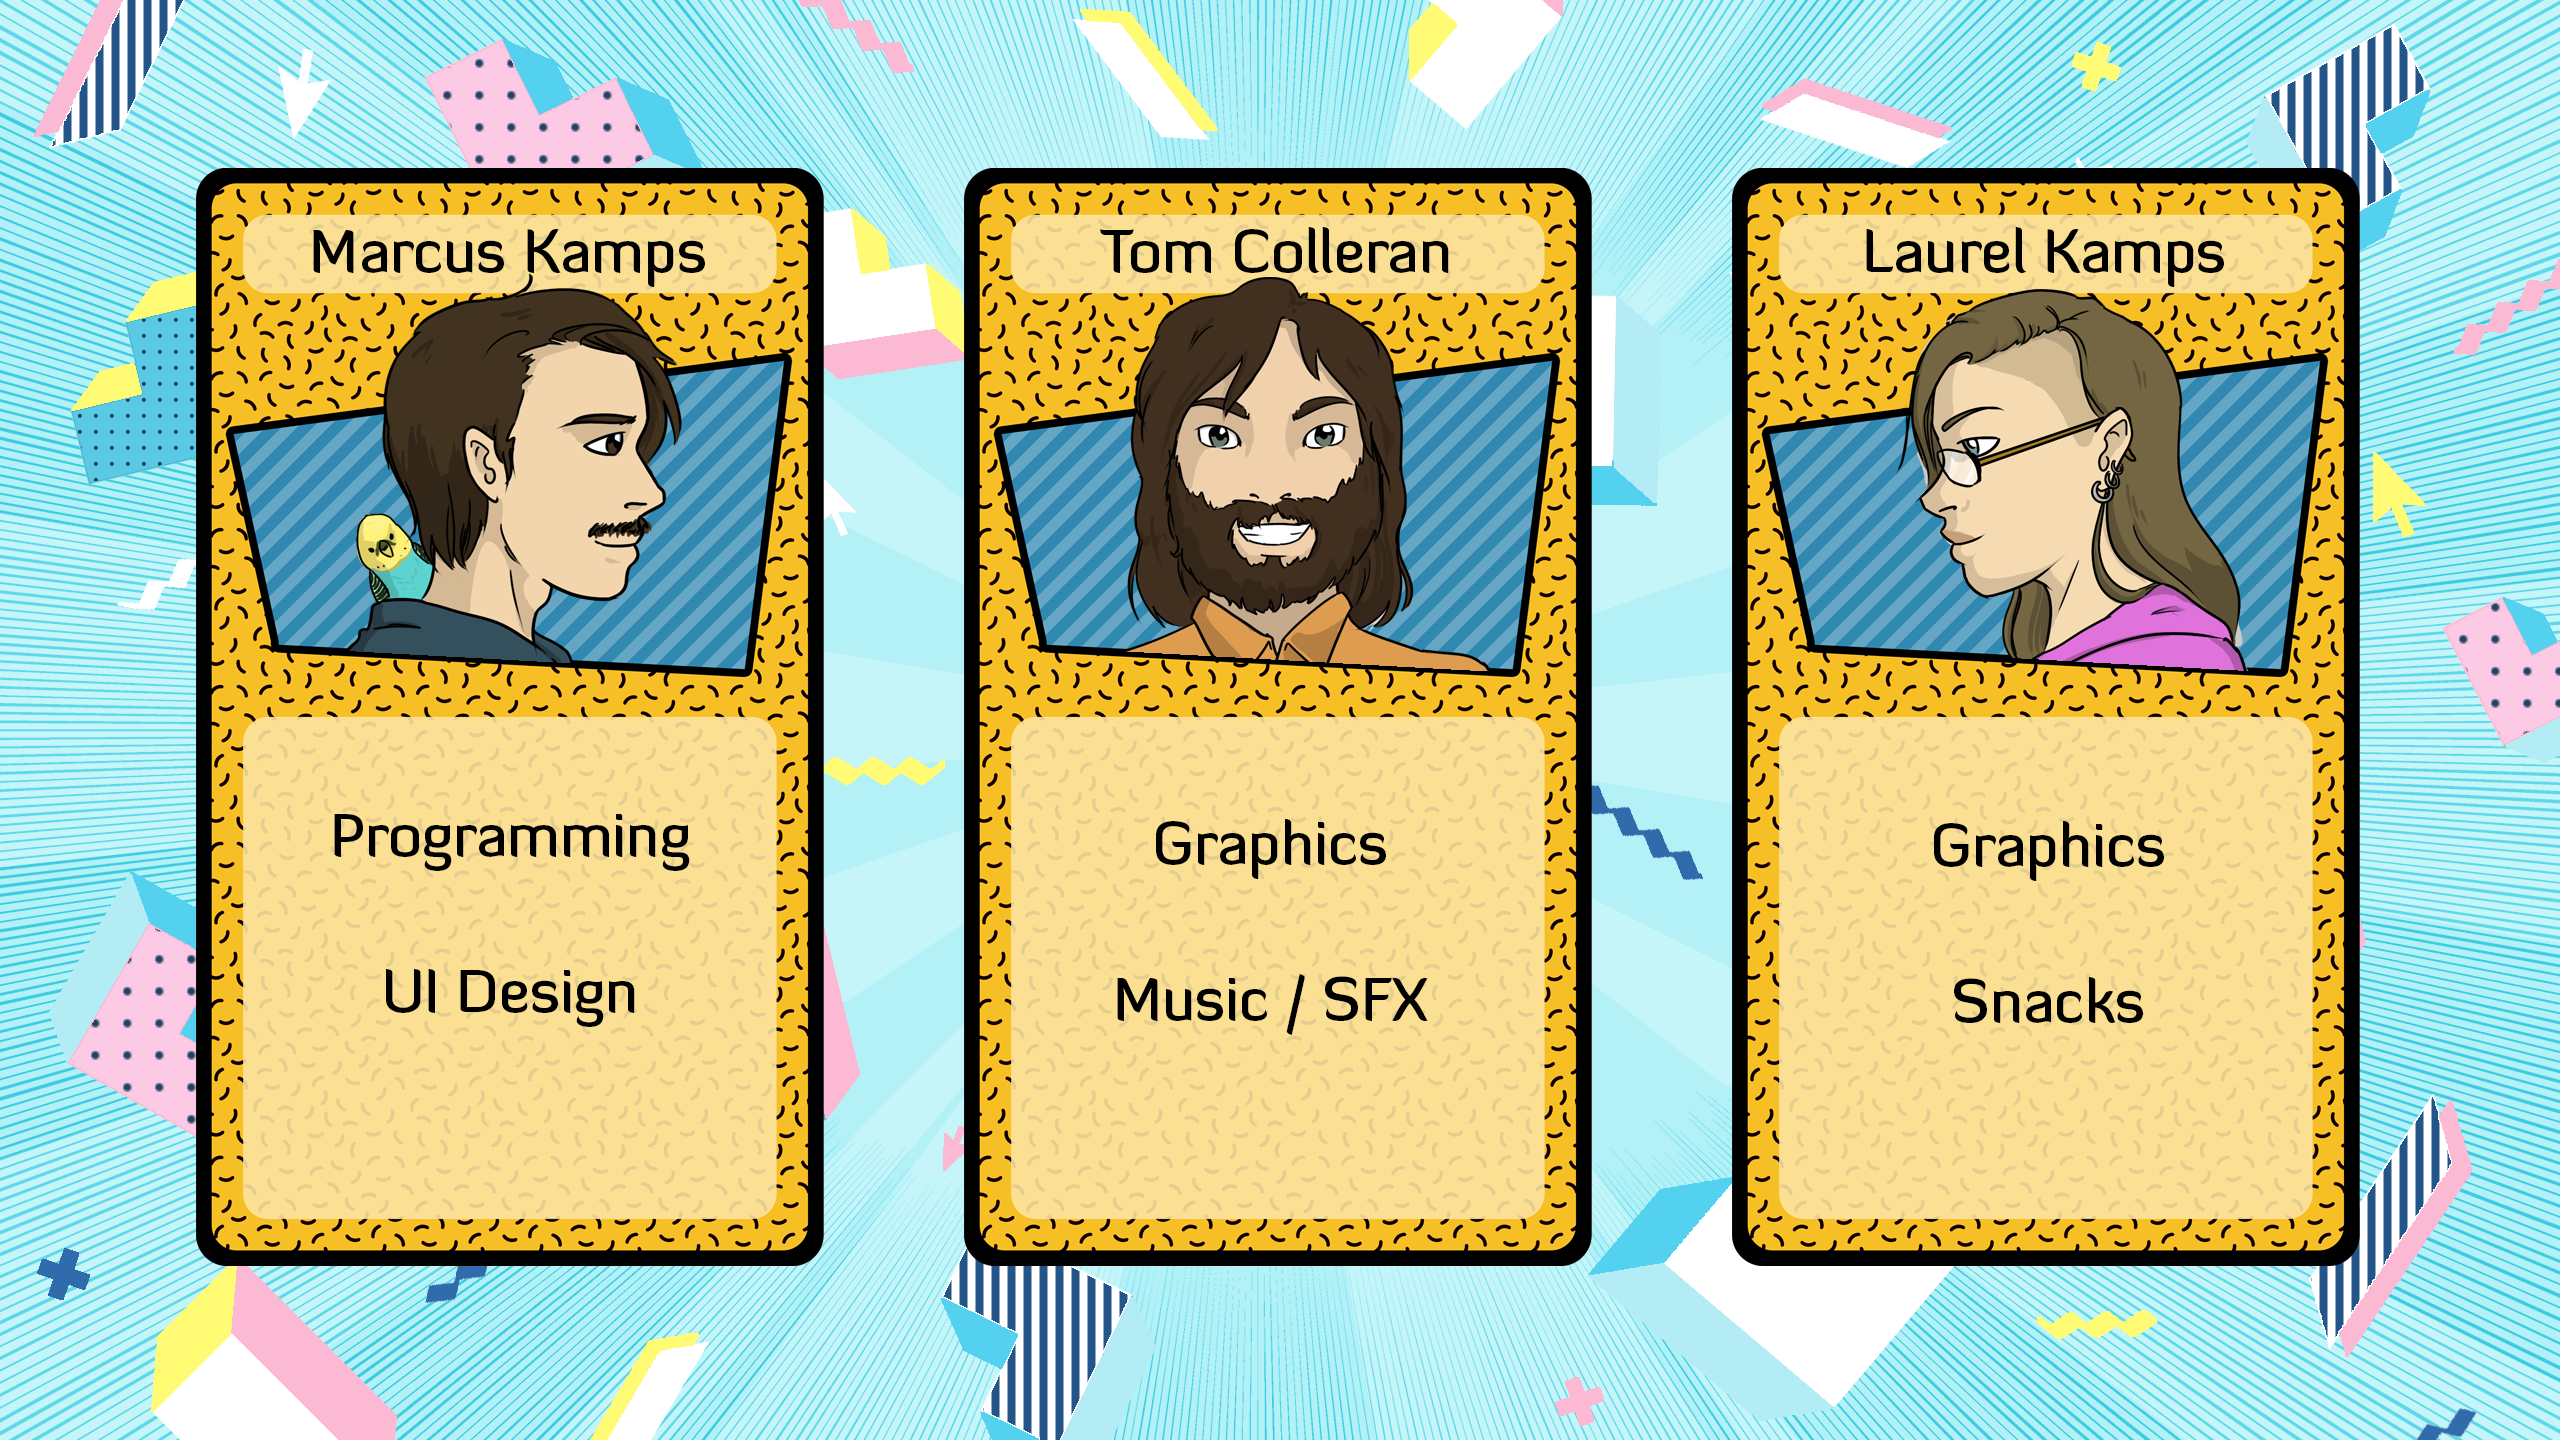 Marcus Kamps
Programming
UI Design
Tom Colleran
Graphics
Music / SFX
Laurel Kamps
Graphics
Snacks